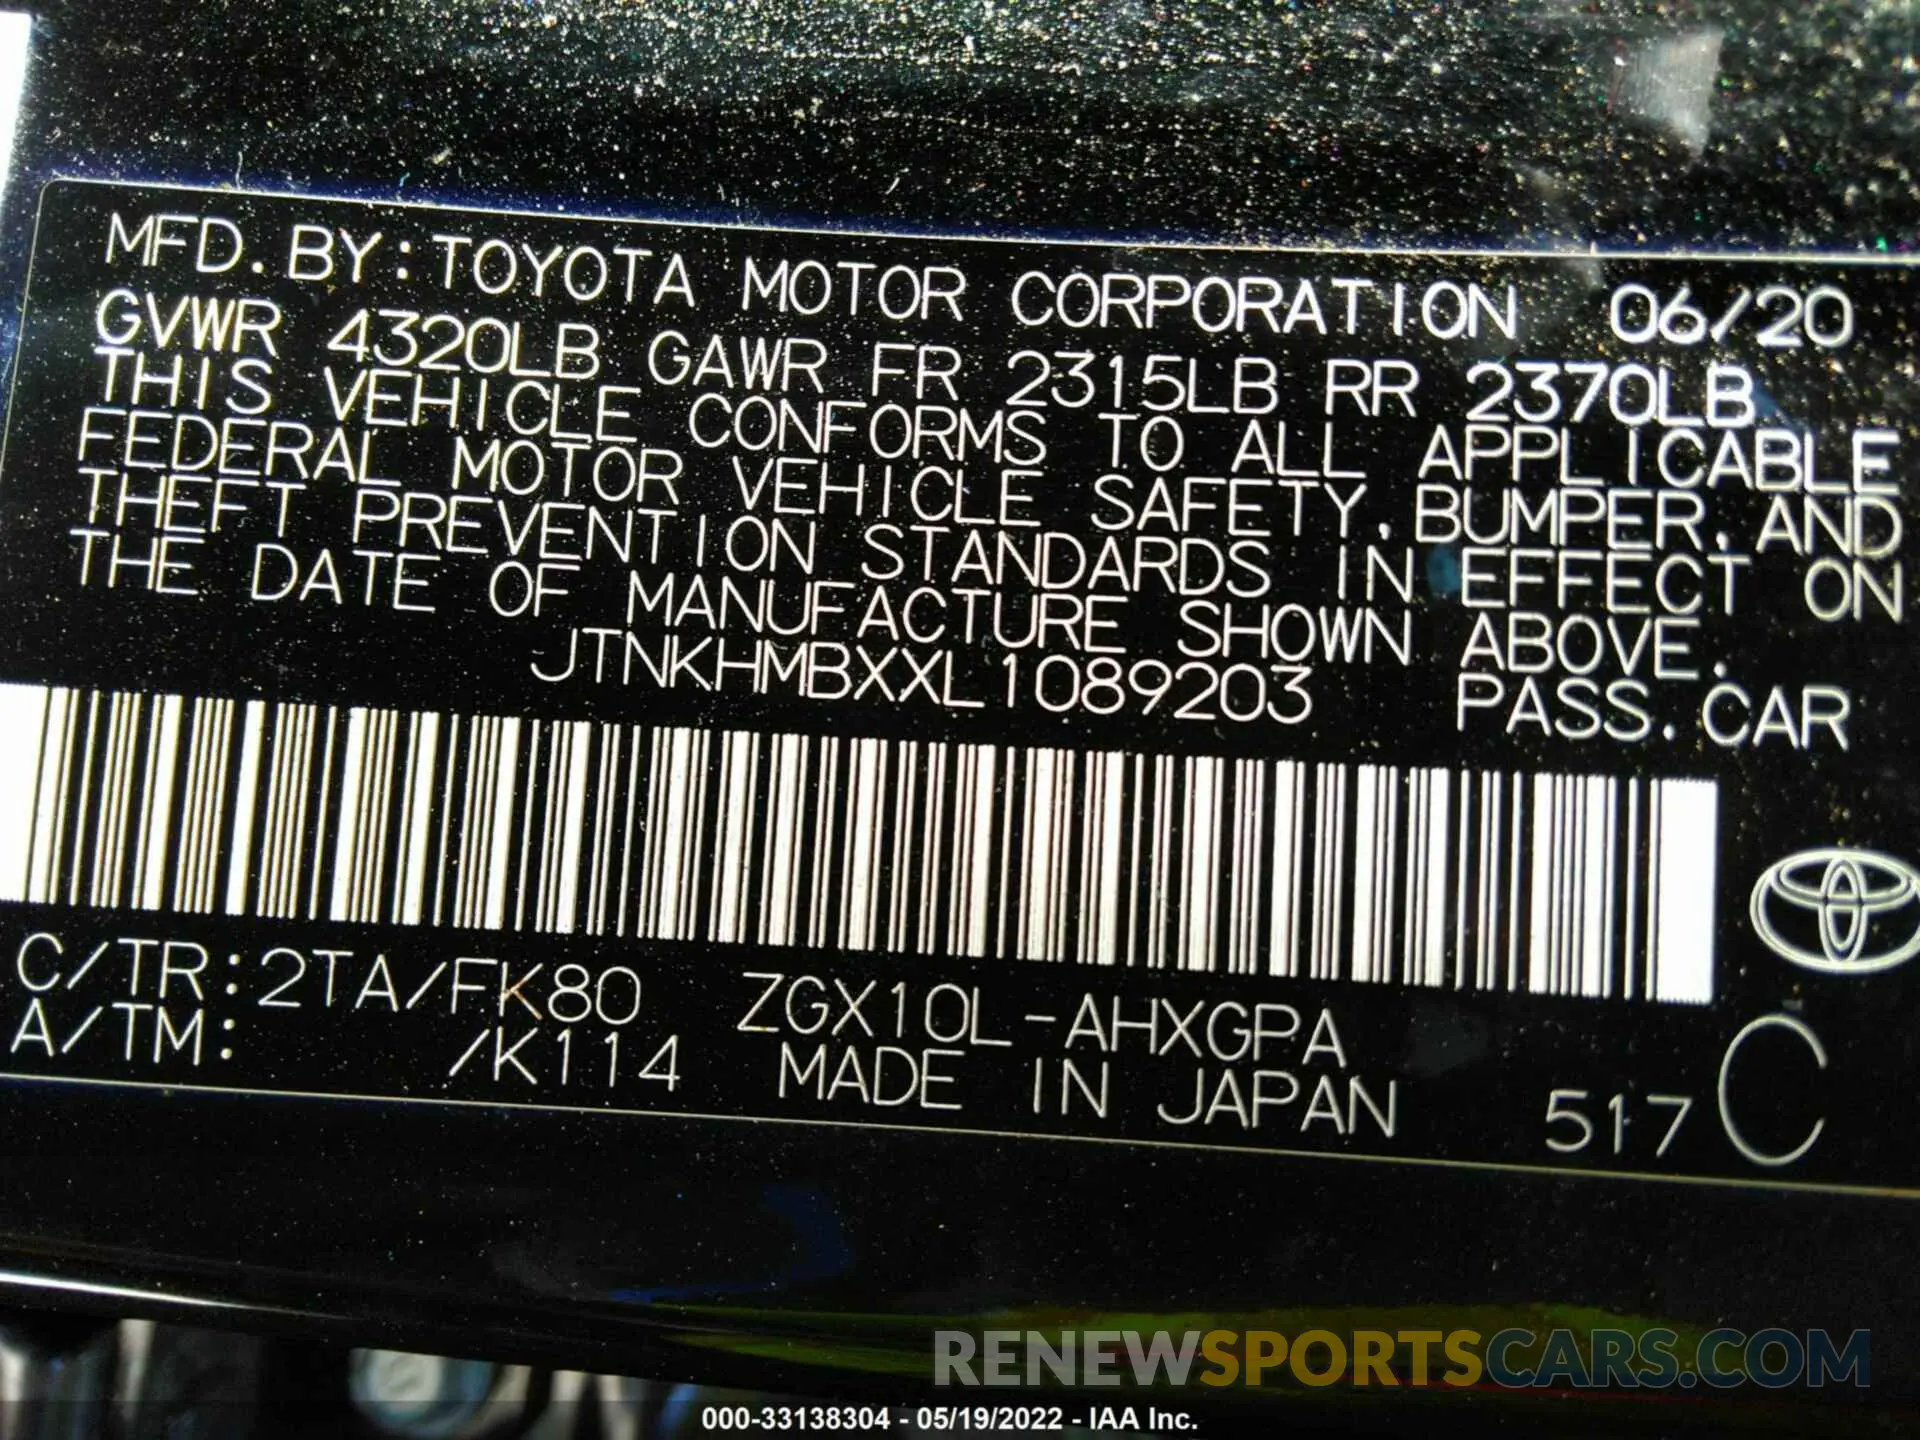 MFD. BY: TOYOTA MOTOR CORPORATION 06/20
GVWR 4320LB GAWR FR 2315LB RR 2370LB
THIS VEHICLE CONFORMS TO ALL APPLICABLE
FEDERAL MOTOR VEHICLE SAFETY, BUMPER, AND
THEFT PREVENTION STANDARDS IN EFFECT ON
THE DATE OF MANUFACTURE SHOWN ABOVE.
JTNKHMBXXL1089203 PASS. CAR
C/TR: 2TA/FK80 ZGX10L-AHXGPA
A/TM: /K114 MADE IN JAPAN 517 C
RENEWSPORTSCARS.COM
000-33138304 - 05/19/2022 - IAA Inc.